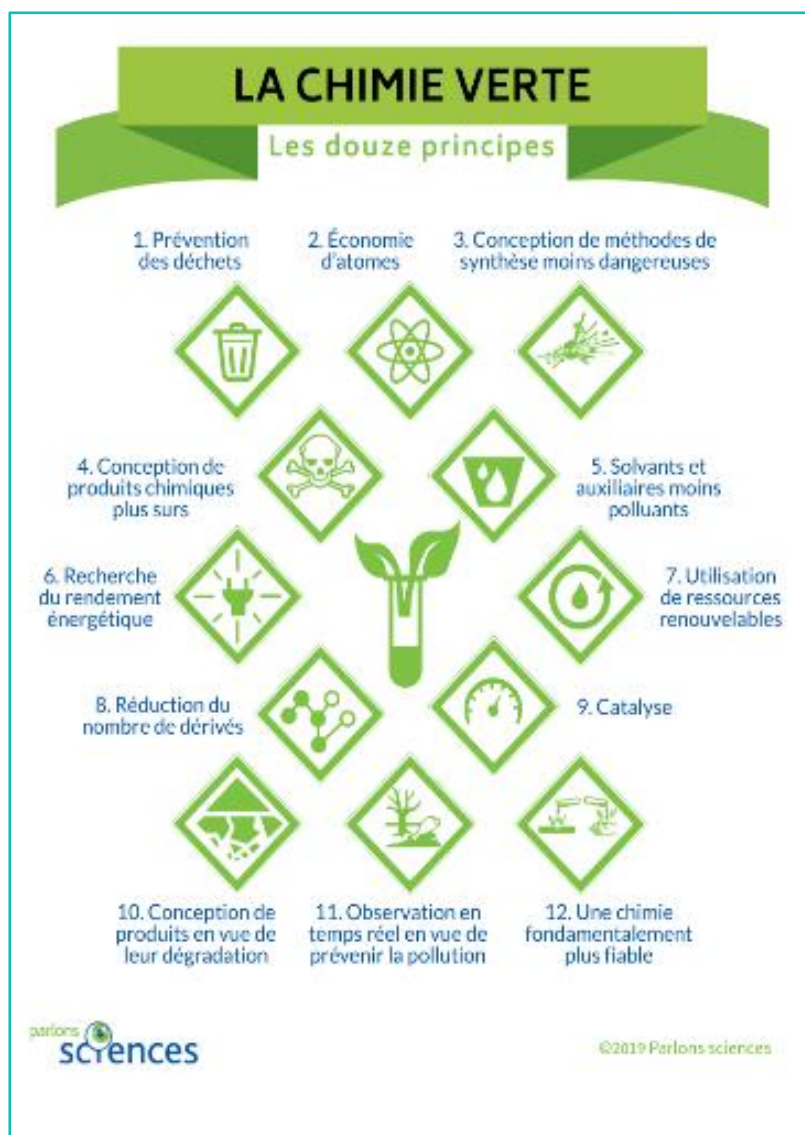 LA CHIMIE VERTE
Les douze principes
1. Prévention
des déchets
2. Économie
d'atomes
3. Conception de méthodes de
synthèse moins dangereuses
4. Conception de
produits chimiques
plus surs
5. Solvants et
auxiliaires moins
polluants
6. Recherche
du rendement
énergétique
7. Utilisation
de ressources
renouvelables
8. Réduction du
nombre de dérivés
9. Catalyse
10. Conception de
produits en vue de
leur dégradation
11. Observation en
temps réel en vue de
prévenir la pollution
12. Une chimie
fondamentalement
plus fiable
parlons
sciences
©2019 Parlons sciences